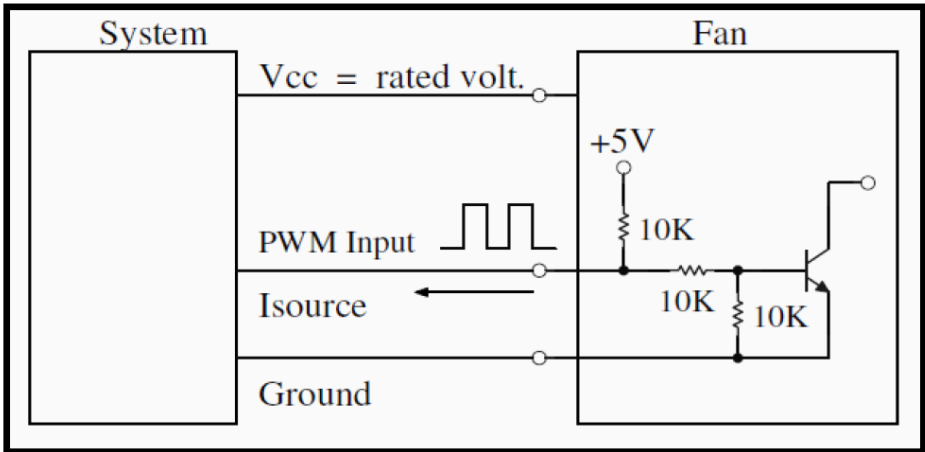 System
Fan
Vcc = rated volt.
+5V
10K
PWM Input
10K
10K
Isource
Ground